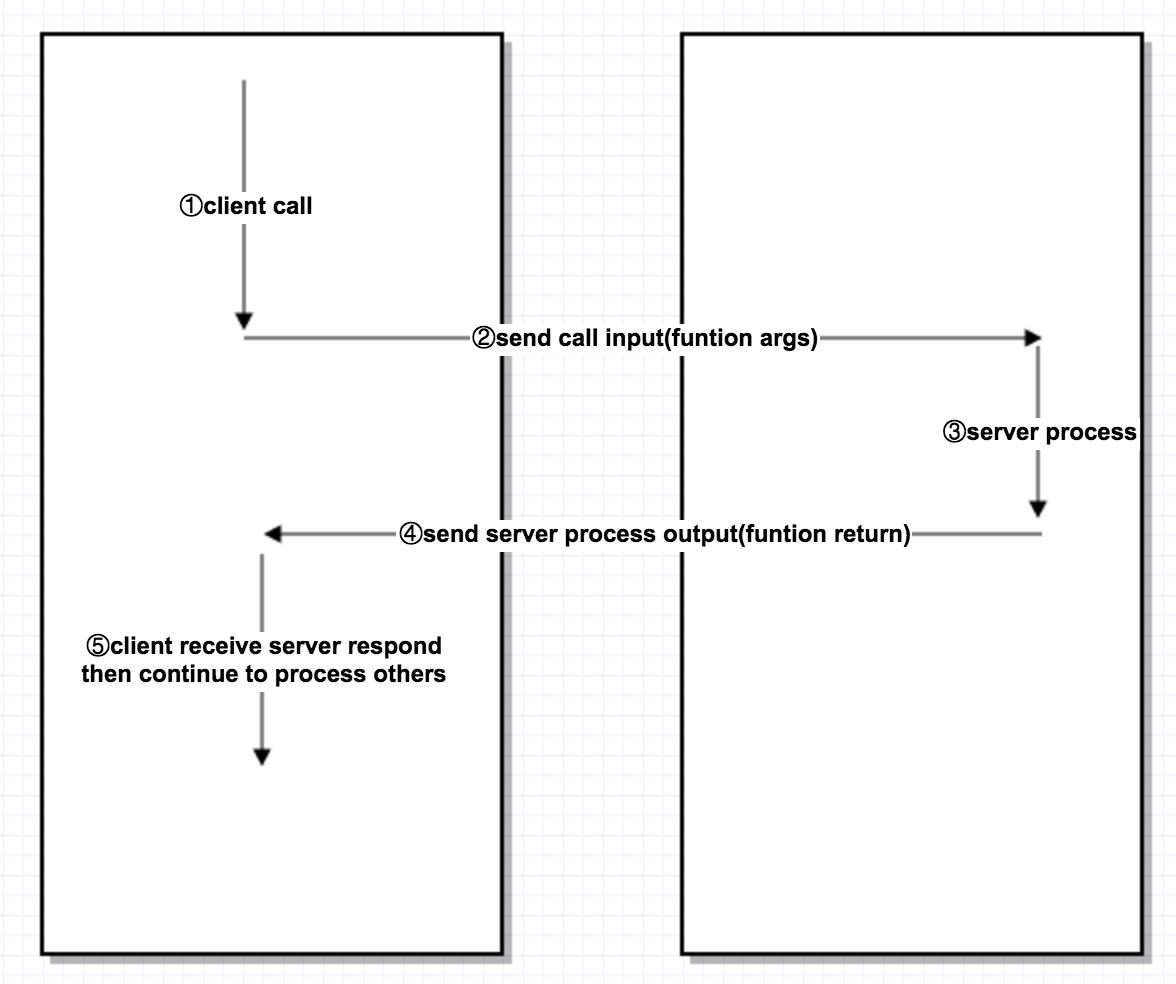 ①client call
②send call input(funtion args)
③server process
④send server process output(funtion return)
⑤client receive server respond
then continue to process others